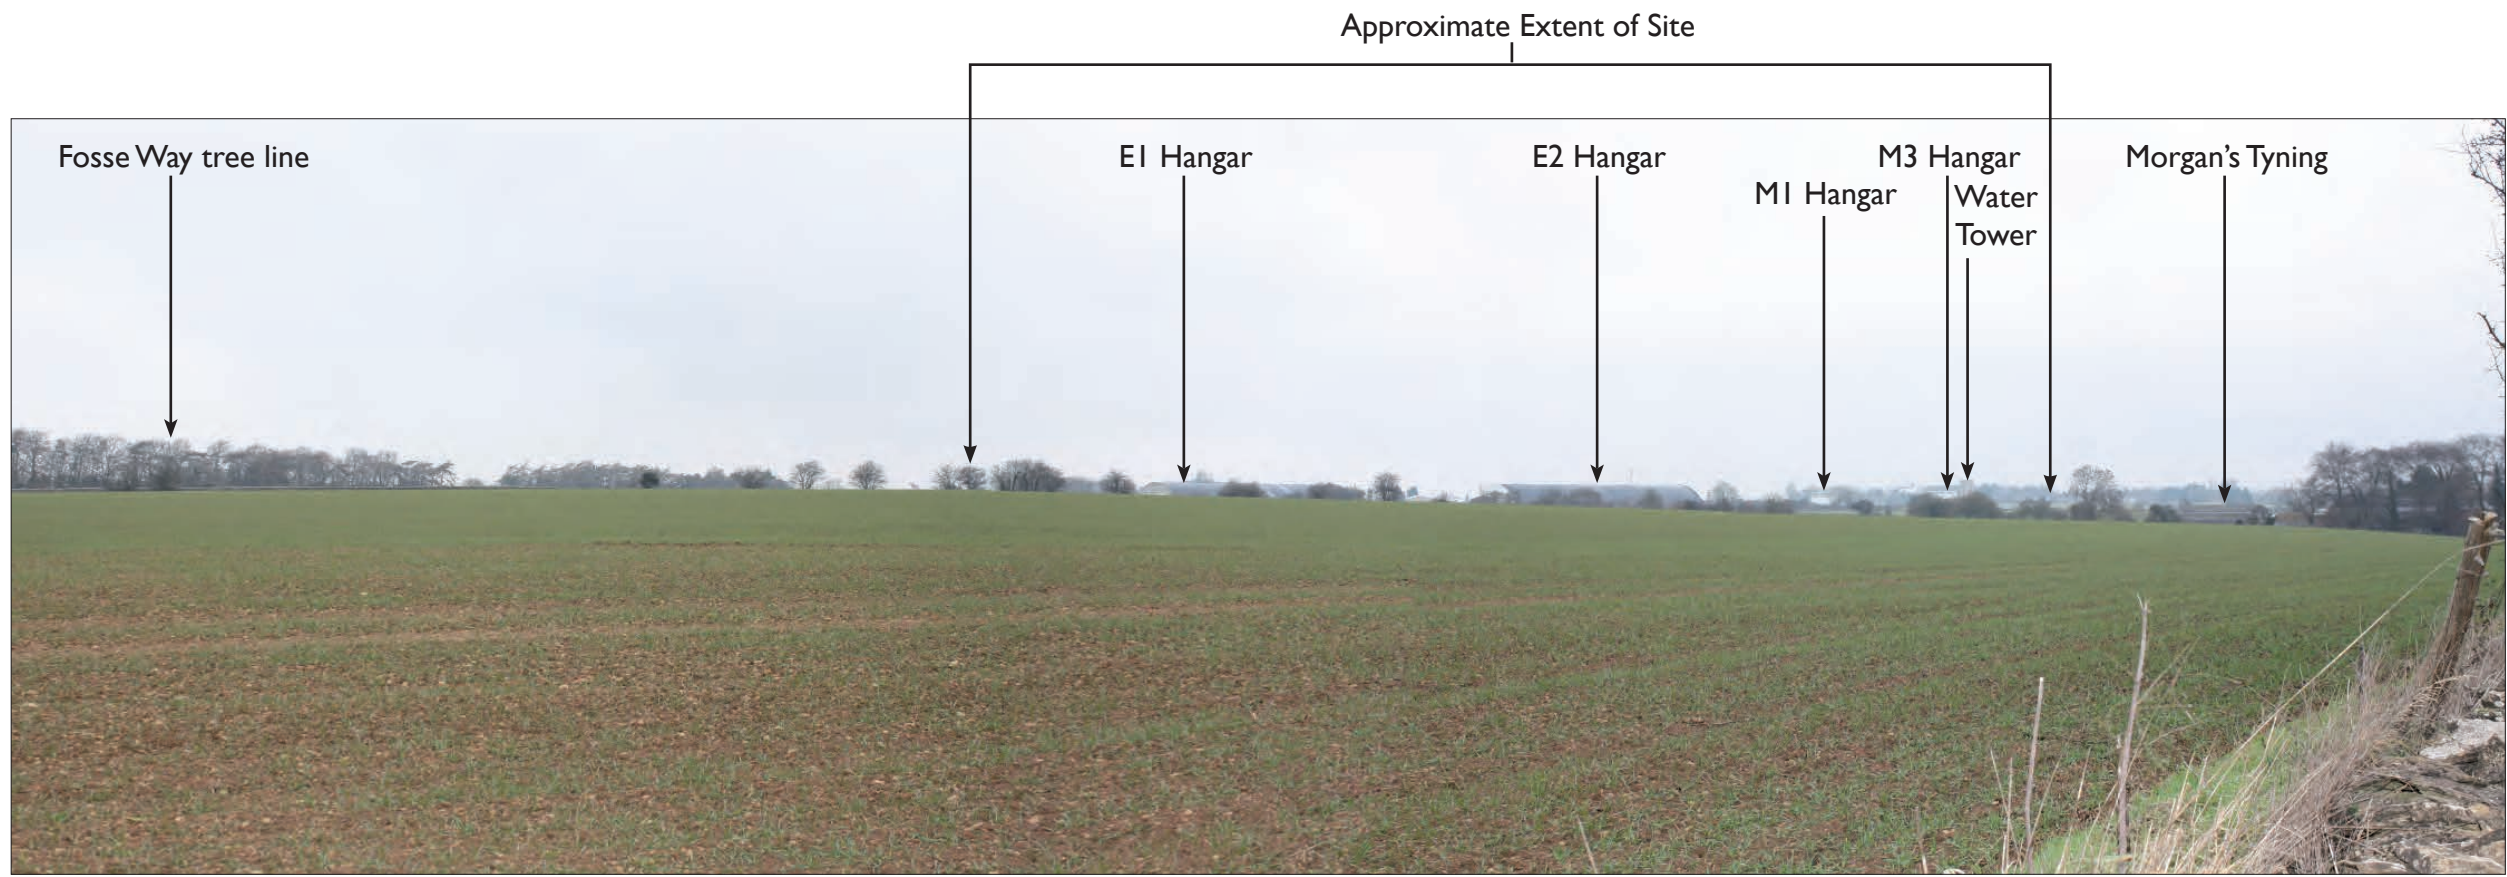 Approximate Extent of Site
Fosse Way tree line
E1 Hangar
E2 Hangar
M3 Hangar
Morgan's Tyning
M1 Hangar
Water
Tower